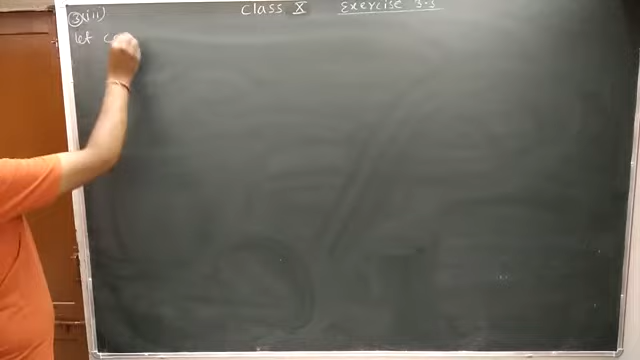 Class X Exercise 3.3
③(iii)
let